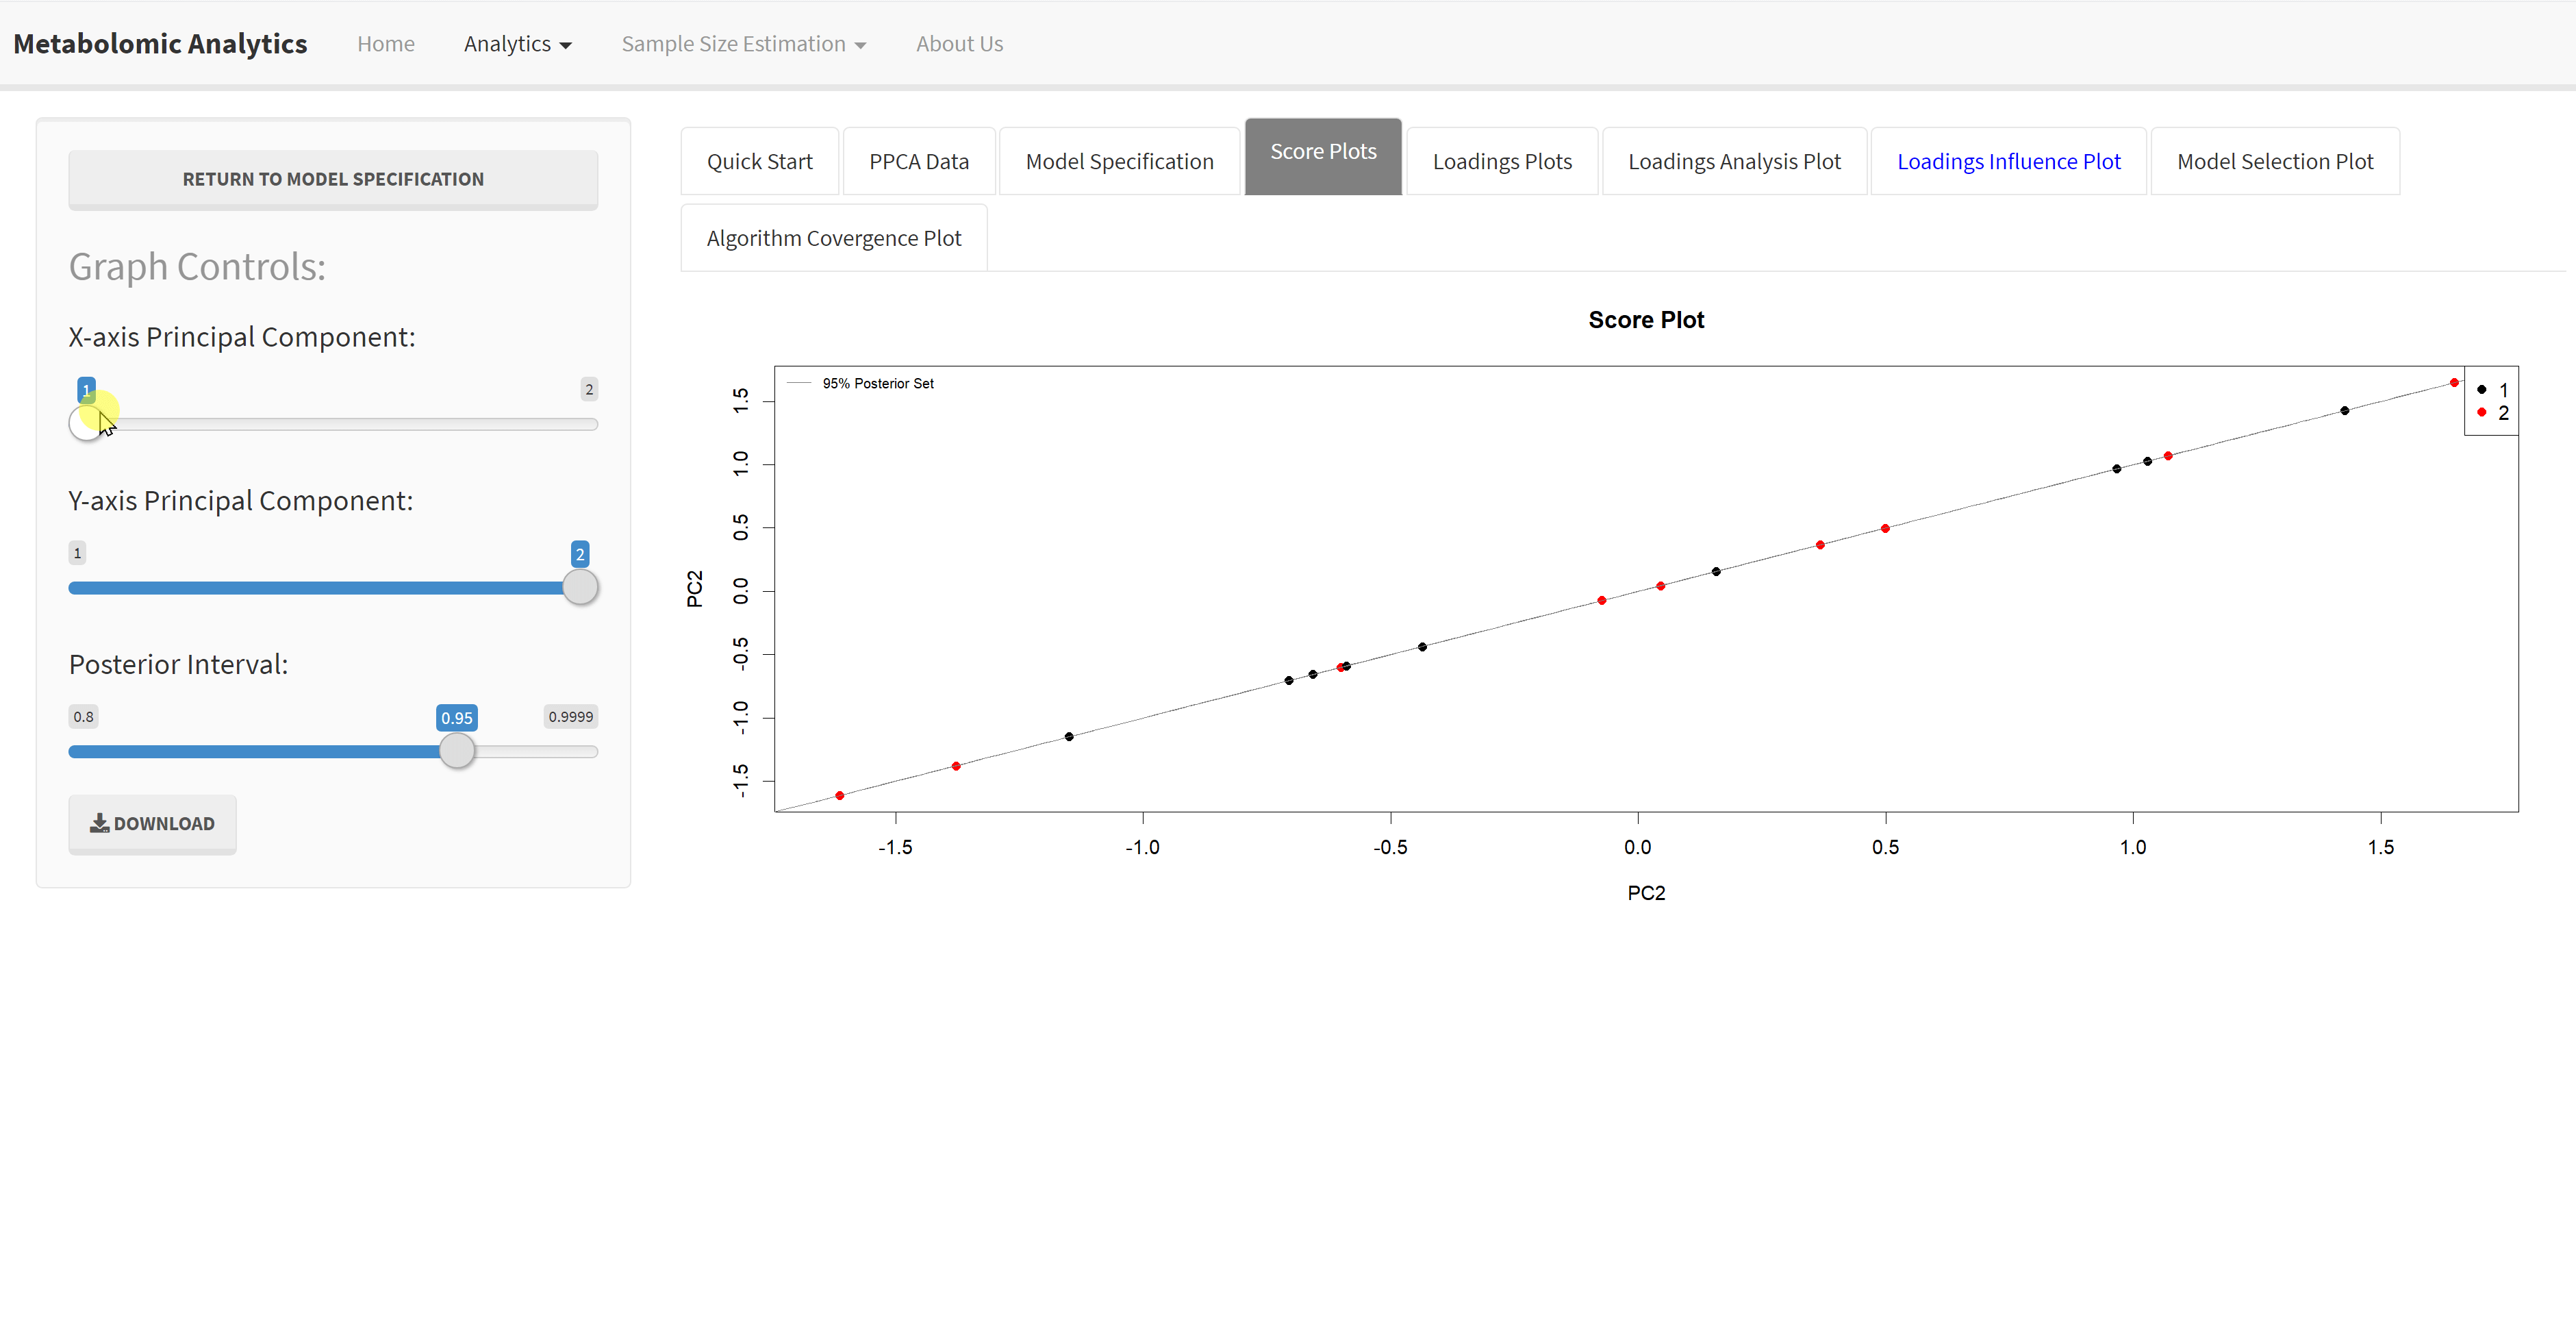 Metabolomic Analytics Home Analytics Sample Size Estimation About Us
RETURN TO MODEL SPECIFICATION
Graph Controls:
X-axis Principal Component:
1 2
Y-axis Principal Component:
1 2
Posterior Interval:
0.8 0.95 0.9999
DOWNLOAD
Quick Start PPCA Data Model Specification Score Plots Loadings Plots Loadings Analysis Plot Loadings Influence Plot Model Selection Plot
Algorithm Covergence Plot
Score Plot
95% Posterior Set
1
2
PC2
1.5
1.0
0.5
0.0
-0.5
-1.0
-1.5
-1.5 -1.0 -0.5 0.0 0.5 1.0 1.5
PC2